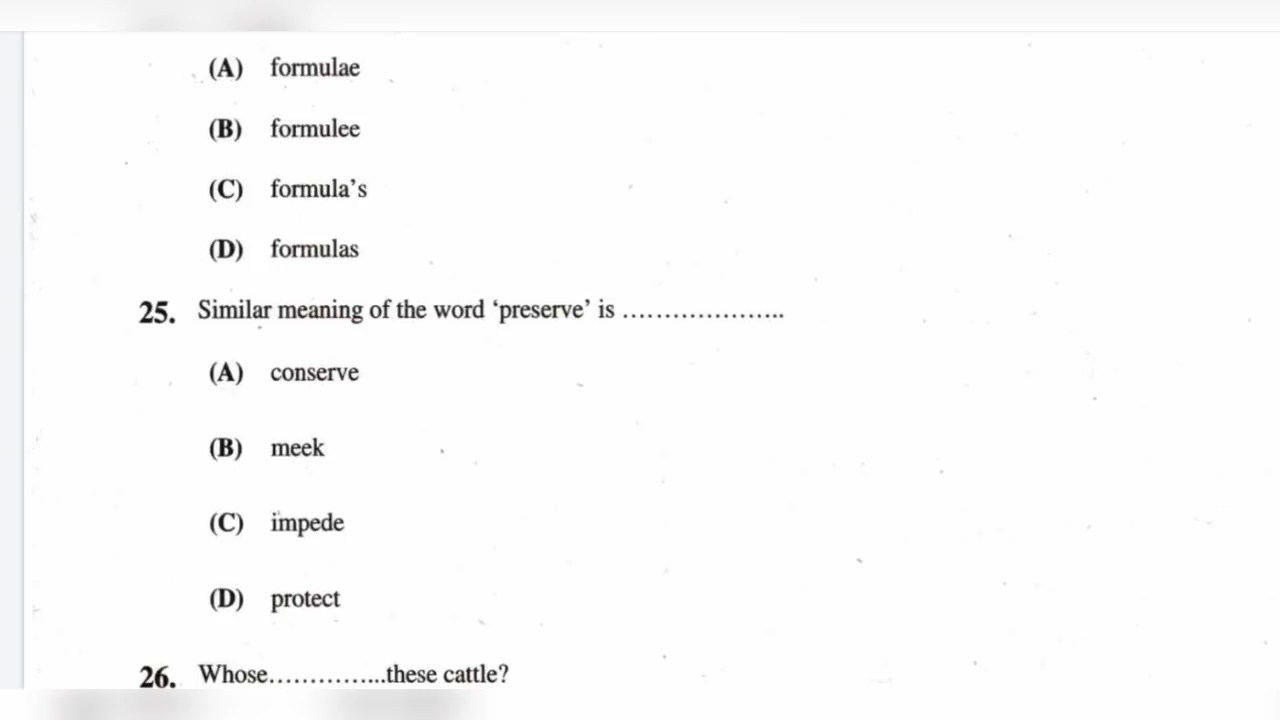 (A) formulae
(B) formulee
(C) formula’s
(D) formulas
25. Similar meaning of the word ‘preserve’ is ………………..
(A) conserve
(B) meek
(C) impede
(D) protect
26. Whose…………..these cattle?